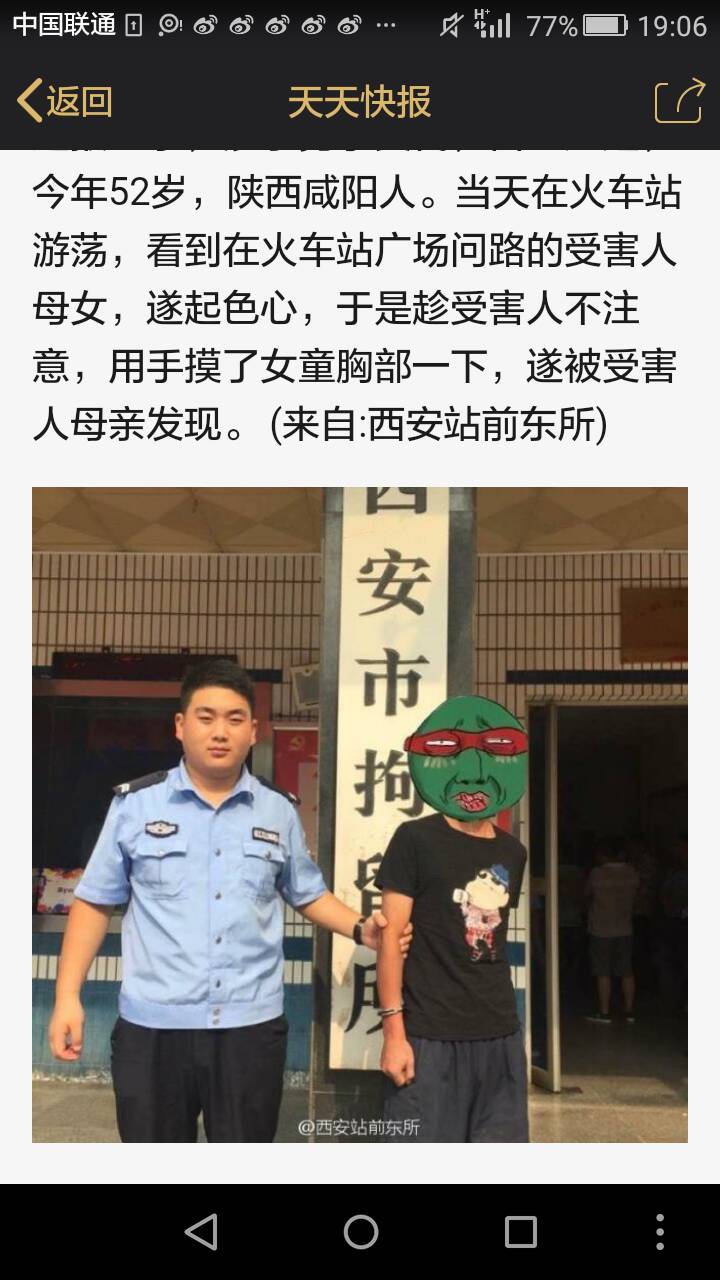 中国联通 77% 19:06
返回 天天快报
今年52岁，陕西咸阳人。当天在火车站
游荡，看到在火车站广场问路的受害人
母女，遂起色心，于是趁受害人不注
意，用手摸了女童胸部一下，遂被受害
人母亲发现。(来自:西安站前东所)
西安市拘留所
@西安站前东所